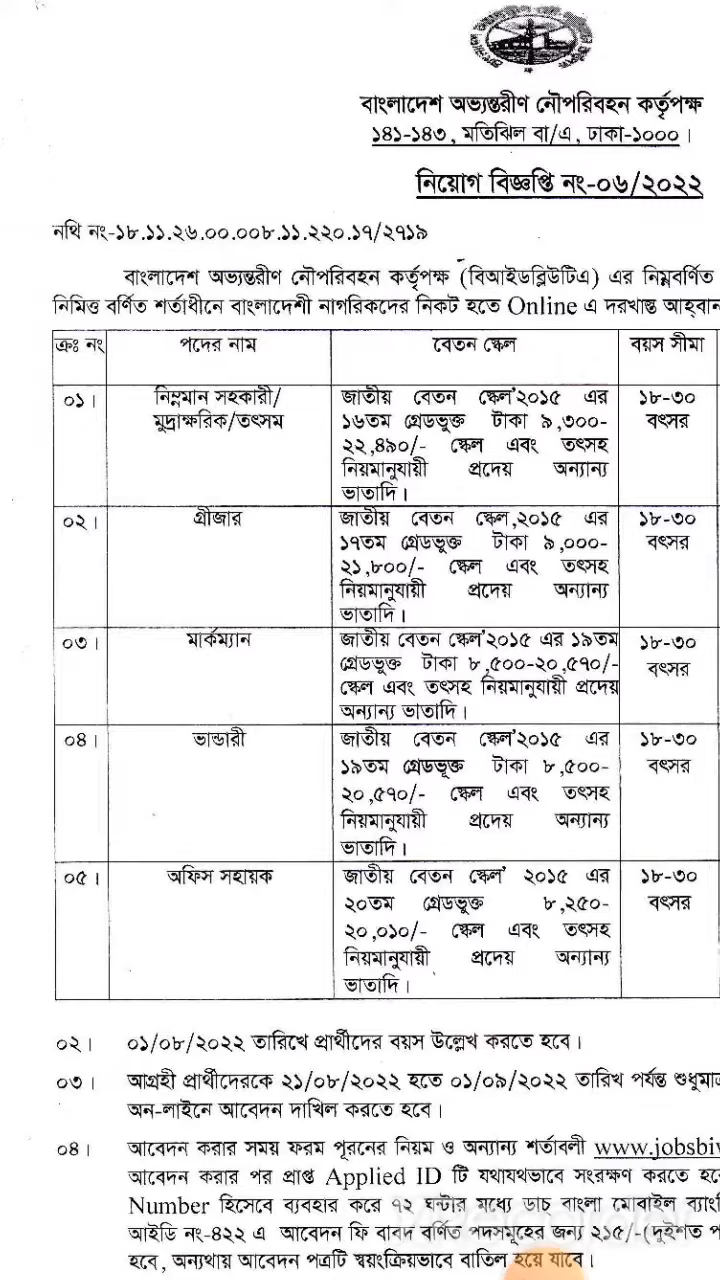 বাংলাদেশ অভ্যন্তরীণ নৌপরিবহন কর্তৃপক্ষ
১৪১-১৪৩, মতিঝিল বা/এ, ঢাকা-১০০০।
নিয়োগ বিজ্ঞপ্তি নং-০৬/২০২২
নথি নং-১৮.১১.২৬.০০.০০৮.১১.২২০.১৭/২৭১৯
বাংলাদেশ অভ্যন্তরীণ নৌপরিবহন কর্তৃপক্ষ (বিআইডব্লিউটিএ) এর নিম্নবর্ণিত
নিমিত্ত বর্ণিত শর্তাধীনে বাংলাদেশী নাগরিকদের নিকট হতে Online এ দরখাস্ত আহ্বান
ক্রঃ নং পদের নাম বেতন স্কেল বয়স সীমা
০১। নিম্নমান সহকারী/ জাতীয় বেতন স্কেল'২০১৫ এর ১৮-৩০
মুদ্রাক্ষরিক/তৎসম ১৬তম গ্রেডভুক্ত টাকা ৯,৩০০- বৎসর
২২,৪৯০/- স্কেল এবং তৎসহ
নিয়মানুযায়ী প্রদেয় অন্যান্য
ভাতাদি।
০২। গ্রীজার জাতীয় বেতন স্কেল,২০১৫ এর ১৮-৩০
১৭তম গ্রেডভুক্ত টাকা ৯,০০০- বৎসর
২১,৮০০/- স্কেল এবং তৎসহ
নিয়মানুযায়ী প্রদেয় অন্যান্য
ভাতাদি।
০৩। মার্কম্যান জাতীয় বেতন স্কেল'২০১৫ এর ১৯তম ১৮-৩০
গ্রেডভুক্ত টাকা ৮,৫০০-২০,৫৭০/- বৎসর
স্কেল এবং তৎসহ নিয়মানুযায়ী প্রদেয়
অন্যান্য ভাতাদি।
০৪। ভান্ডারী জাতীয় বেতন স্কেল'২০১৫ এর ১৮-৩০
১৯তম গ্রেডভুক্ত টাকা ৮,৫০০- বৎসর
২০,৫৭০/- স্কেল এবং তৎসহ
নিয়মানুযায়ী প্রদেয় অন্যান্য
ভাতাদি।
০৫। অফিস সহায়ক জাতীয় বেতন স্কেল' ২০১৫ এর ১৮-৩০
২০তম গ্রেডভুক্ত ৮,২৫০- বৎসর
২০,০১০/- স্কেল এবং তৎসহ
নিয়মানুযায়ী প্রদেয় অন্যান্য
ভাতাদি।
০২। ০১/০৮/২০২২ তারিখে প্রার্থীদের বয়স উল্লেখ করতে হবে।
০৩। আগ্রহী প্রার্থীদেরকে ২১/০৮/২০২২ হতে ০১/০৯/২০২২ তারিখ পর্যন্ত শুধুমা
অন-লাইনে আবেদন দাখিল করতে হবে।
০৪। আবেদন করার সময় ফরম পূরনের নিয়ম ও অন্যান্য শর্তাবলী www.jobsbiw
আবেদন করার পর প্রাপ্ত Applied ID টি যথাযথভাবে সংরক্ষণ করতে হবে
Number হিসেবে ব্যবহার করে ৭২ ঘন্টার মধ্যে ডাচ বাংলা মোবাইল ব্যাংি
আইডি নং-৪২২ এ আবেদন ফি বাবদ বর্ণিত পদসমূহের জন্য ২১৫/-(দুইশত প
হবে, অন্যথায় আবেদন পত্রটি স্বয়ংক্রিয়ভাবে বাতিল হয়ে যাবে।